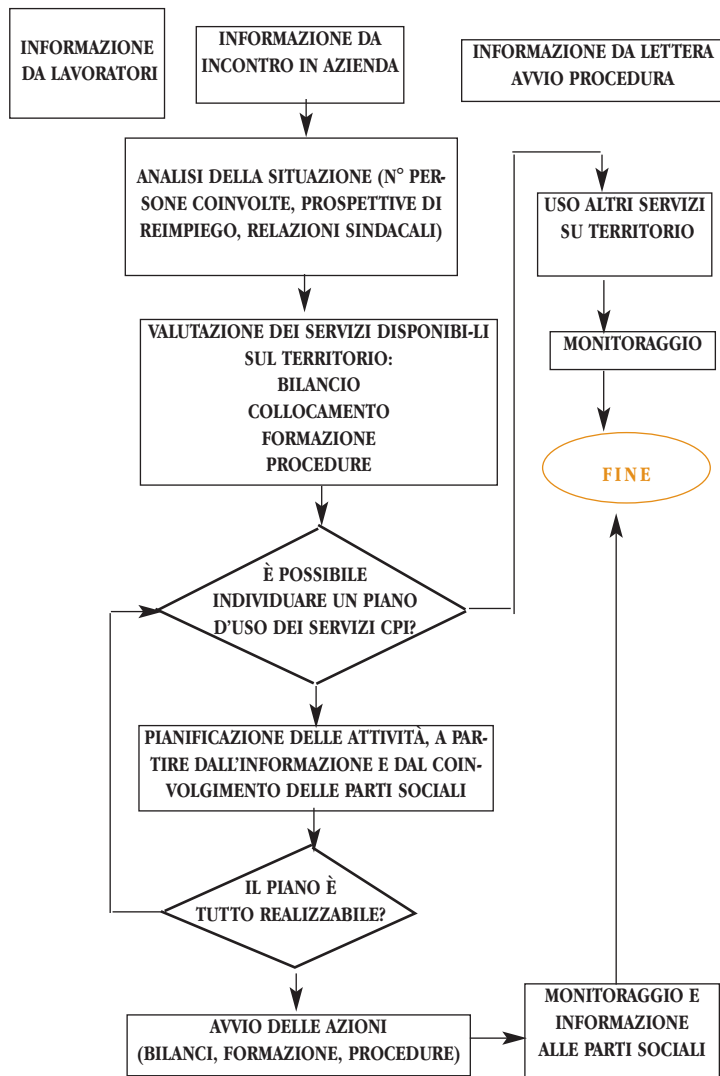 INFORMAZIONE
DA LAVORATORI
INFORMAZIONE DA
INCONTRO IN AZIENDA
INFORMAZIONE DA LETTERA
AVVIO PROCEDURA
ANALISI DELLA SITUAZIONE (N° PER-
SONE COINVOLTE, PROSPETTIVE DI
REIMPIEGO, RELAZIONI SINDACALI)
USO ALTRI SERVIZI
SU TERRITORIO
VALUTAZIONE DEI SERVIZI DISPONIBI-LI
SUL TERRITORIO:
BILANCIO
COLLOCAMENTO
FORMAZIONE
PROCEDURE
MONITORAGGIO
FINE
È POSSIBILE
INDIVIDUARE UN PIANO
D'USO DEI SERVIZI CPI?
PIANIFICAZIONE DELLE ATTIVITÀ, A PAR-
TIRE DALL'INFORMAZIONE E DAL COIN-
VOLGIMENTO DELLE PARTI SOCIALI
IL PIANO È
TUTTO REALIZZABILE?
AVVIO DELLE AZIONI
(BILANCI, FORMAZIONE, PROCEDURE)
MONITORAGGIO E
INFORMAZIONE
ALLE PARTI SOCIALI